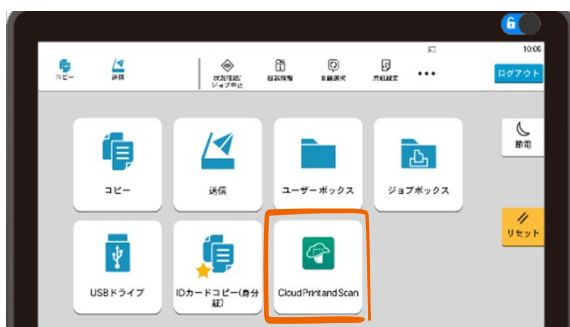 10:06
コピー
送信
状況確認/
ジョブ中止
機器情報
言語選択
用紙設定
ログアウト
節電
コピー
送信
ユーザーボックス
ジョブボックス
リセット
USBドライブ
IDカードコピー(身分
証)
CloudPrintandScan